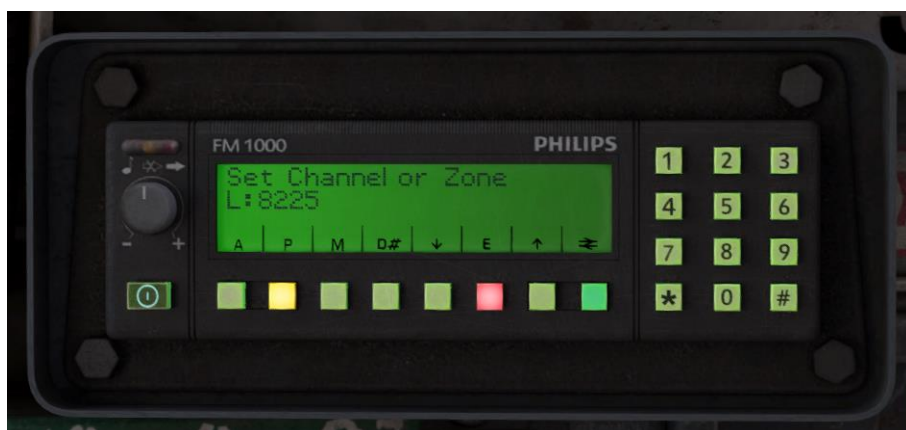 FM 1000
PHILIPS
Set Channel or Zone
L:8225
A P M D# ↓ E ↑
- +
1 2 3
4 5 6
7 8 9
* 0 #